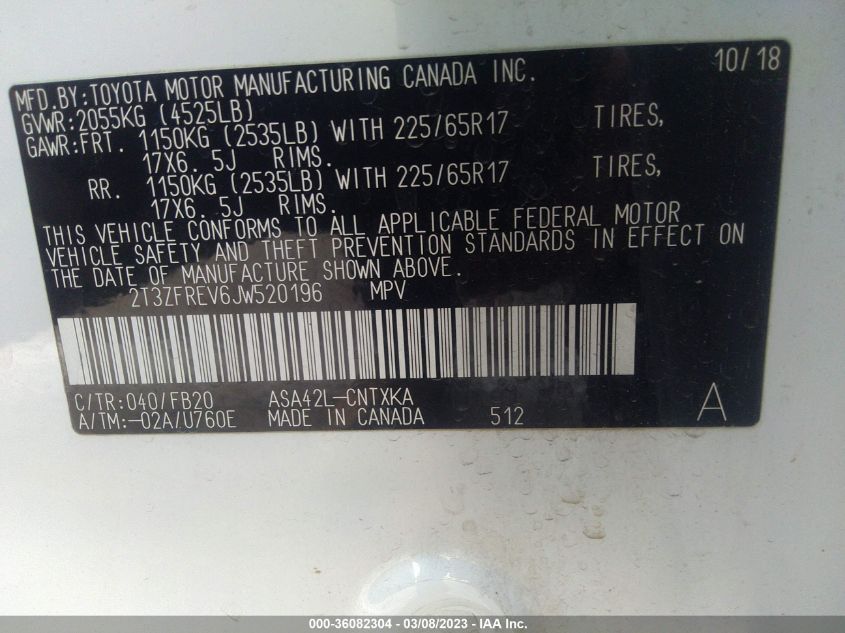 MFD.BY:TOYOTA MOTOR MANUFACTURING CANADA INC. 10/18
GVWR:2055KG (4525LB)
GAWR:FRT. 1150KG (2535LB) WITH 225/65R17 TIRES,
17X6. 5J RIMS.
RR. 1150KG (2535LB) WITH 225/65R17 TIRES,
17X6. 5J RIMS.
THIS VEHICLE CONFORMS TO ALL APPLICABLE FEDERAL MOTOR
VEHICLE SAFETY AND THEFT PREVENTION STANDARDS IN EFFECT ON
THE DATE OF MANUFACTURE SHOWN ABOVE.
2T3ZFREV6JW520196 MPV
C/TR:040/FB20 ASA42L-CNTXKA
A/TM:-02A/U760E MADE IN CANADA 512 A
000-36082304 — 03/08/2023 — IAA Inc.